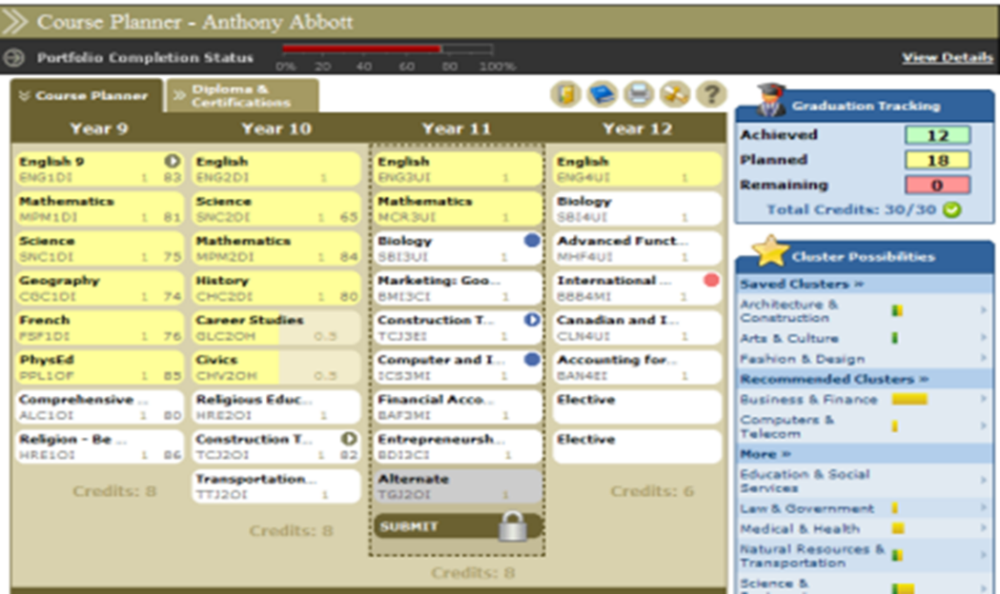 Course Planner - Anthony Abbott
Portfolio Completion Status
0% 20 40 60 80 100%
View Details
Course Planner
Diploma &
Certifications
?
Year 9
Year 10
Year 11
Year 12
English 9
ENG1DI 1 83
Mathematics
MPM1DI 1 81
Science
SNC1DI 1 75
Geography
CGC1DI 1 74
French
FSF1DI 1 76
PhysEd
PPL1OF 1 85
Comprehensive ...
ALC1OI 1 80
Religion - Be ...
HRE1OI 1 86
Credits: 8
English
ENG2DI 1
Science
SNC2DI 1 65
Mathematics
MPM2DI 1 84
History
CHC2DI 1 80
Career Studies
GLC2OH 0.5
Civics
CHV2OH 0.5
Religious Educ...
HRE2OI 1
Construction T...
TCJ2OI 1 82
Transportation...
TTJ2OI 1
Credits: 8
English
ENG3UI 1
Mathematics
MCR3UI 1
Biology
SBI3UI 1
Marketing: Goo...
BMI3CI 1
Construction T...
TCJ3EI 1
Computer and I...
ICS3MI 1
Financial Acco...
BAF3MI 1
Entrepreneursh...
BDI3CI 1
Alternate
TGJ2OI 1
SUBMIT
Credits: 8
English
ENG4UI 1
Biology
SBI4UI 1
Advanced Funct...
MHF4UI 1
International ...
BBB4MI 1
Canadian and I...
CLN4UI 1
Accounting for...
BAN4EI 1
Elective
Elective
Credits: 6
Graduation Tracking
Achieved 12
Planned 18
Remaining 0
Total Credits: 30/30
Cluster Possibilities
Saved Clusters »
Architecture &
Construction
Arts & Culture
Fashion & Design
Recommended Clusters »
Business & Finance
Computers &
Telecom
More »
Education & Social
Services
Law & Government
Medical & Health
Natural Resources &
Transportation
Science &